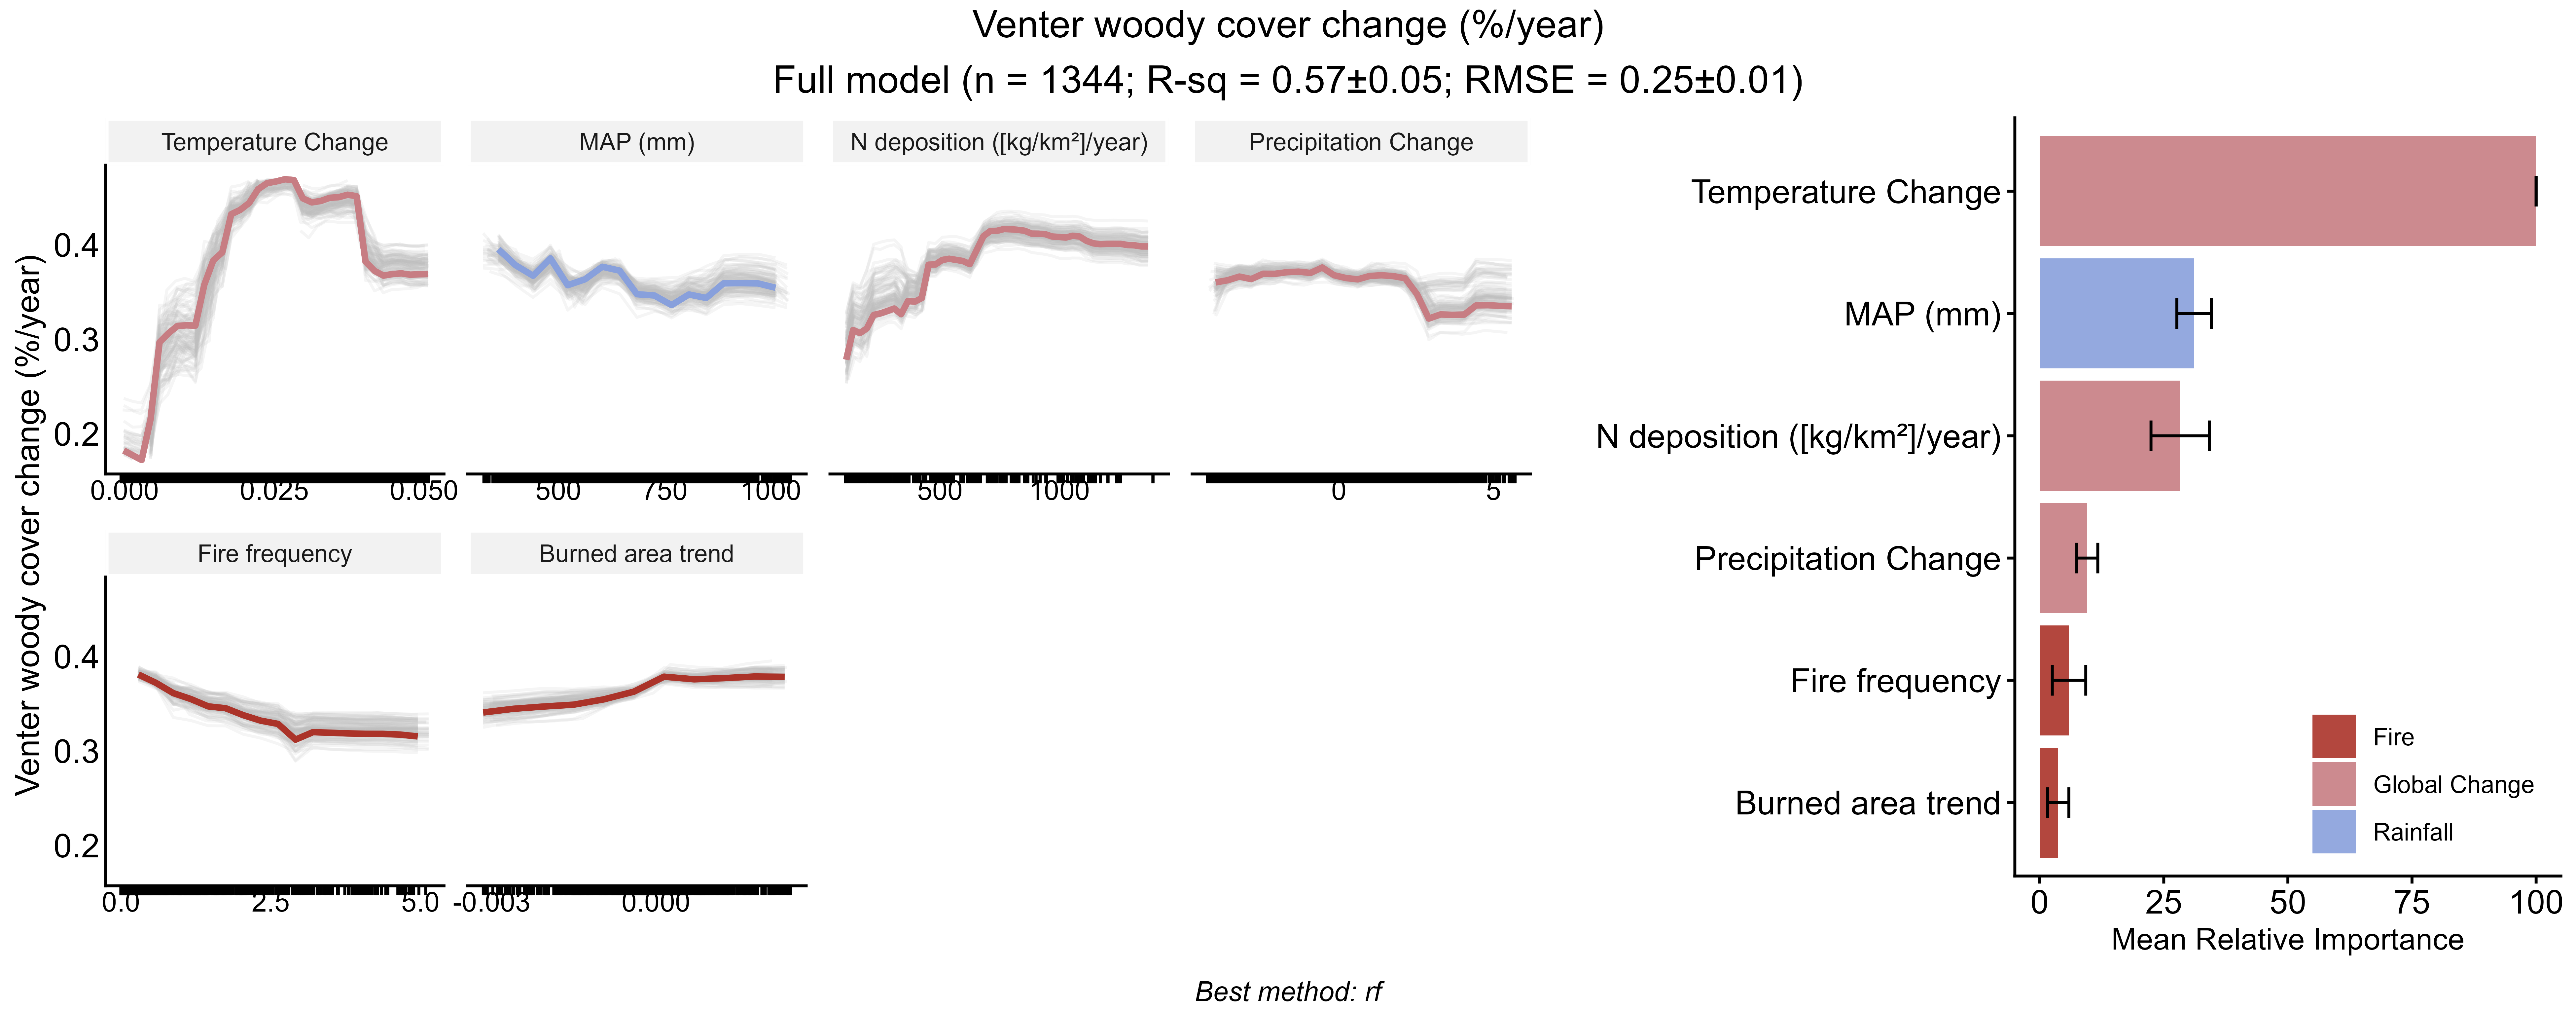 Venter woody cover change (%/year)
Full model (n = 1344; R-sq = 0.57±0.05; RMSE = 0.25±0.01)
Venter woody cover change (%/year)
Temperature Change
MAP (mm)
N deposition ([kg/km²]/year)
Precipitation Change
0.4
0.3
0.2
0.000 0.025 0.050
500 750 1000
500 1000
0 5
Fire frequency
Burned area trend
0.4
0.3
0.2
0.0 2.5 5.0
-0.003 0.000
Temperature Change
MAP (mm)
N deposition ([kg/km²]/year)
Precipitation Change
Fire frequency
Burned area trend
Fire
Global Change
Rainfall
0 25 50 75 100
Mean Relative Importance
Best method: rf